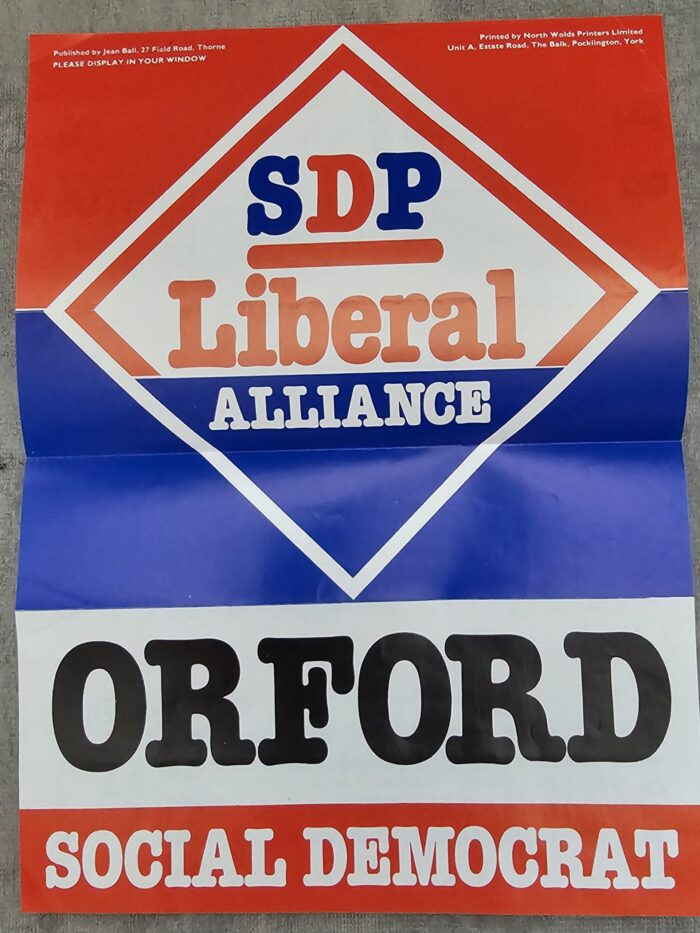 Published by Jean Ball, 27 Field Road, Thorne
PLEASE DISPLAY IN YOUR WINDOW
Printed by North Wolds Printers Limited
Unit A, Estate Road, The Balk, Pocklington, York
SDP
Liberal
ALLIANCE
ORFORD
SOCIAL DEMOCRAT